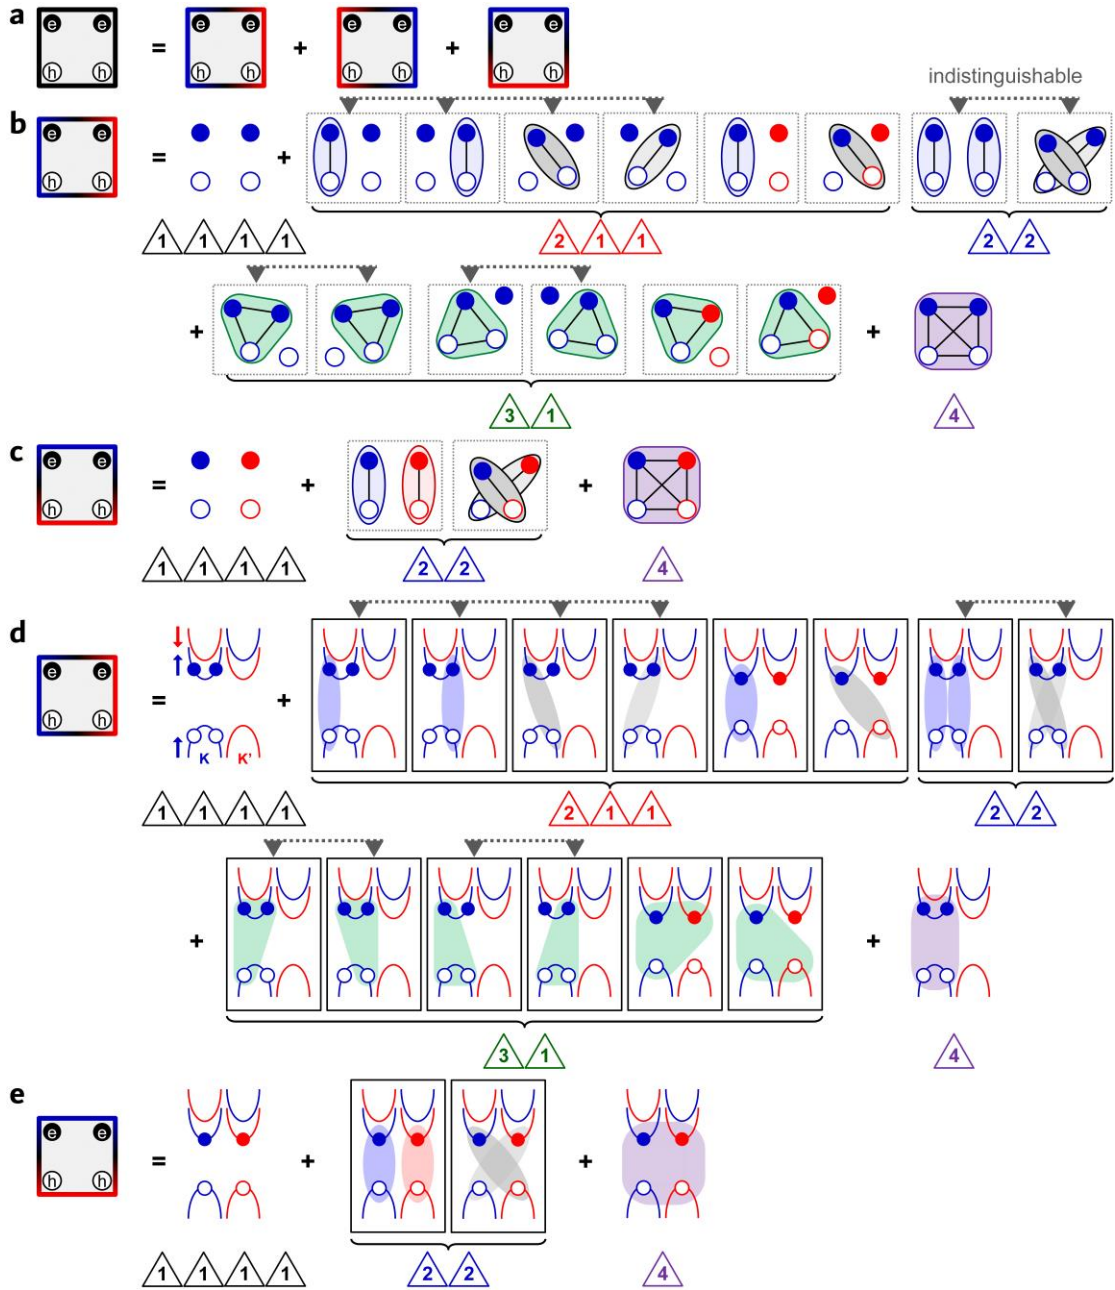 a
e e = e e + e e + e e
h h h h h h h h
indistinguishable
b
e e
h h = +
1 1 1 1 2 1 1 2 2
+ +
3 1 4
c
e e
h h = + +
1 1 1 1 2 2 4
d
e e
h h = +
K K'
1 1 1 1 2 1 1 2 2
+ +
3 1 4
e
e e
h h = + +
1 1 1 1 2 2 4